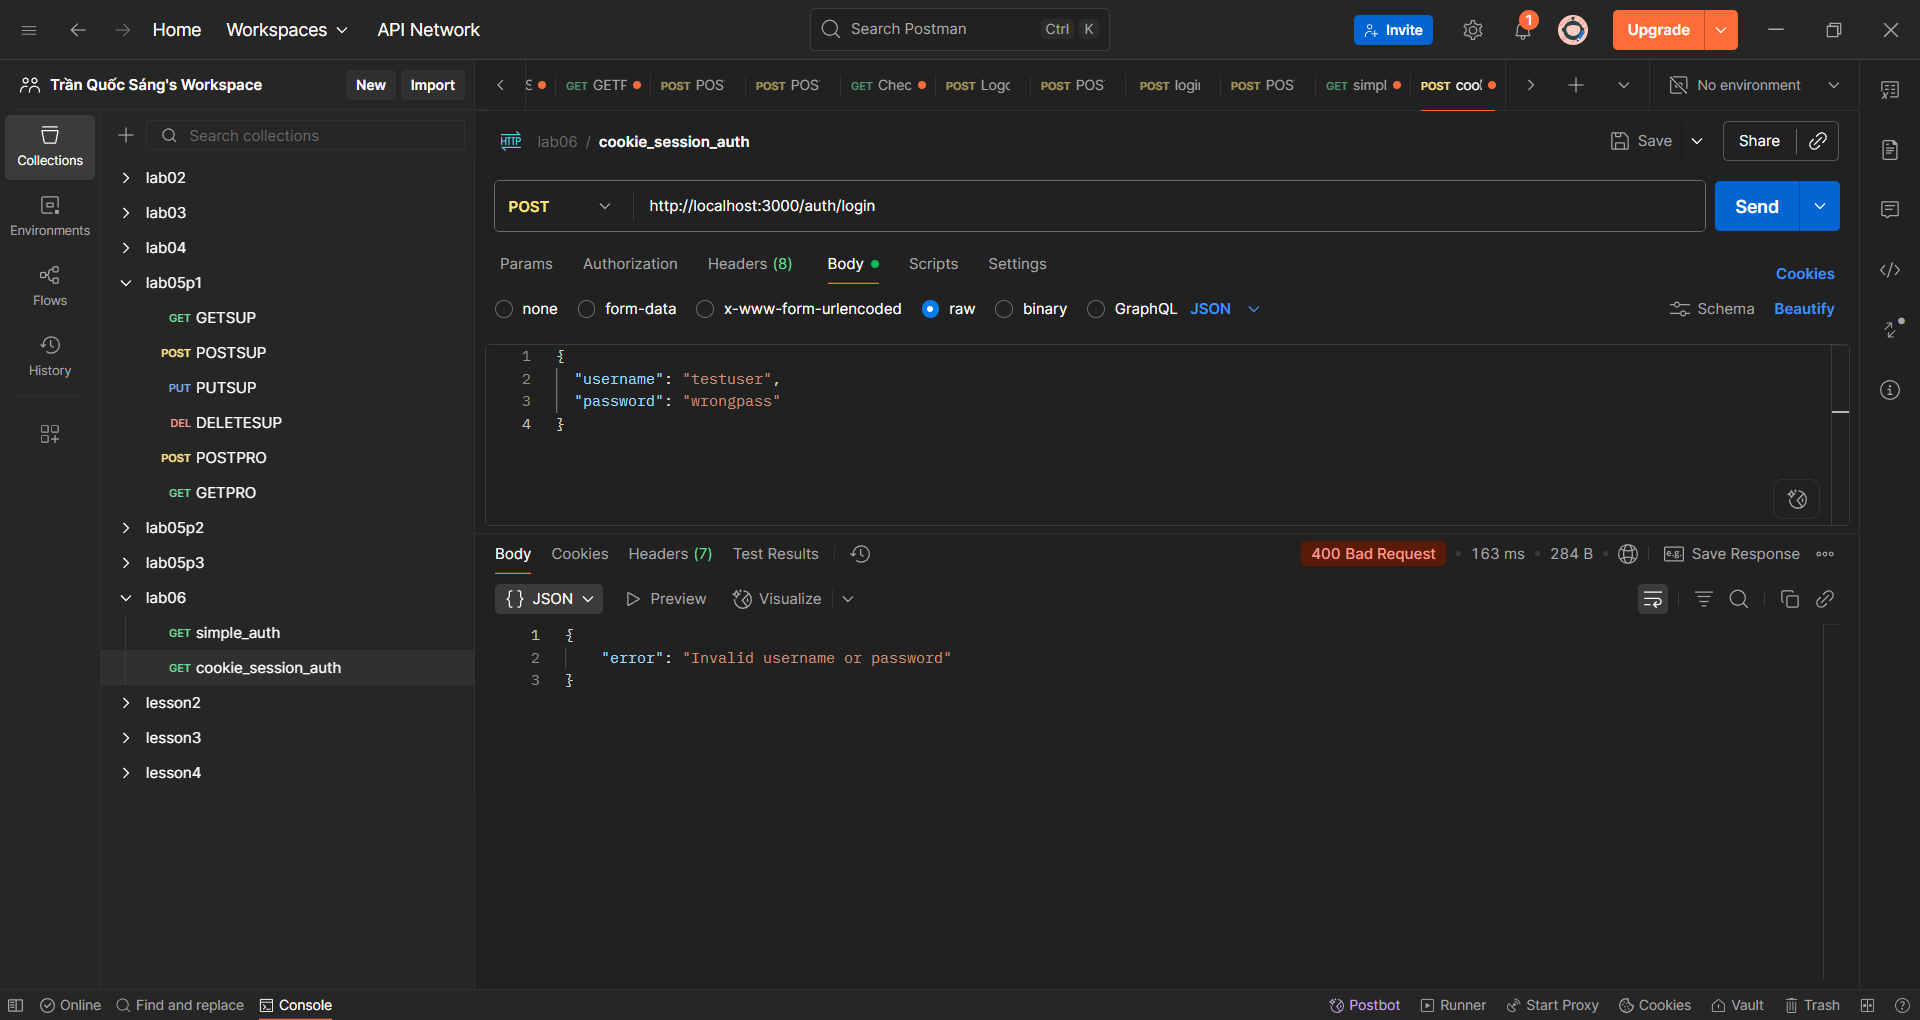 Home Workspaces API Network Search Postman Ctrl K Invite 1 Upgrade
Trần Quốc Sáng's Workspace New Import
GET GETF POST POS POST POS GET Chec POST Logo POST POS POST logi POST POS GET simpl POST cool No environment
Collections
Environments
Flows
History
Search collections
lab02
lab03
lab04
lab05p1
GET GETSUP
POST POSTSUP
PUT PUTSUP
DEL DELETESUP
POST POSTPRO
GET GETPRO
lab05p2
lab05p3
lab06
GET simple_auth
GET cookie_session_auth
lesson2
lesson3
lesson4
HTTP lab06 / cookie_session_auth Save Share
POST http://localhost:3000/auth/login Send
Params Authorization Headers (8) Body Scripts Settings Cookies
none form-data x-www-form-urlencoded raw binary GraphQL JSON Schema Beautify
1 {
2 "username": "testuser",
3 "password": "wrongpass"
4 }
Body Cookies Headers (7) Test Results 400 Bad Request 163 ms 284 B e.g. Save Response
{} JSON Preview Visualize
1 {
2 "error": "Invalid username or password"
3 }
Online Find and replace Console Postbot Runner Start Proxy Cookies Vault Trash